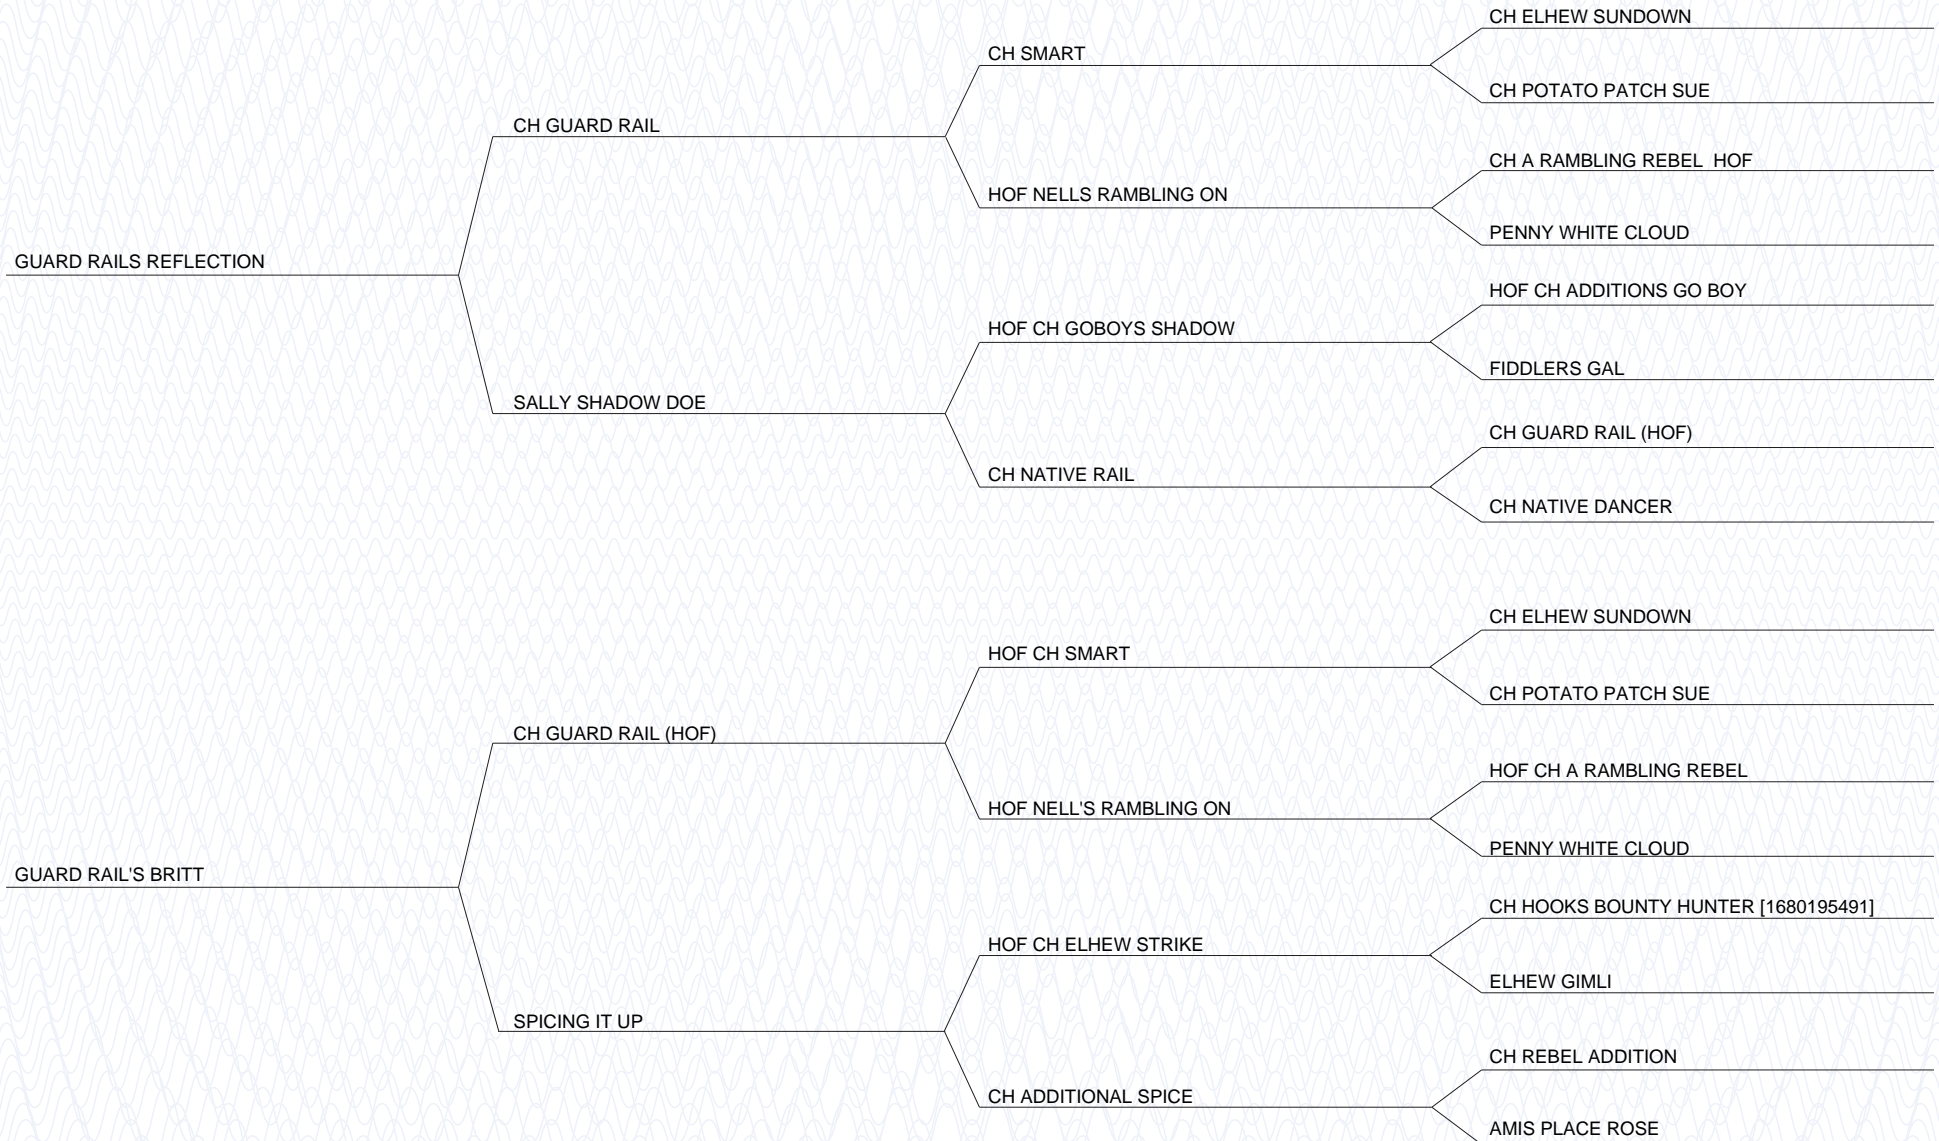 CH ELHEW SUNDOWN
CH SMART
CH POTATO PATCH SUE
CH GUARD RAIL
CH A RAMBLING REBEL  HOF
HOF NELLS RAMBLING ON
PENNY WHITE CLOUD
GUARD RAILS REFLECTION
HOF CH ADDITIONS GO BOY
HOF CH GOBOYS SHADOW
FIDDLERS GAL
SALLY SHADOW DOE
CH GUARD RAIL (HOF)
CH NATIVE RAIL
CH NATIVE DANCER
CH ELHEW SUNDOWN
HOF CH SMART
CH POTATO PATCH SUE
CH GUARD RAIL (HOF)
HOF CH A RAMBLING REBEL
HOF NELL'S RAMBLING ON
PENNY WHITE CLOUD
GUARD RAIL'S BRITT
CH HOOKS BOUNTY HUNTER [1680195491]
HOF CH ELHEW STRIKE
ELHEW GIMLI
SPICING IT UP
CH REBEL ADDITION
CH ADDITIONAL SPICE
AMIS PLACE ROSE